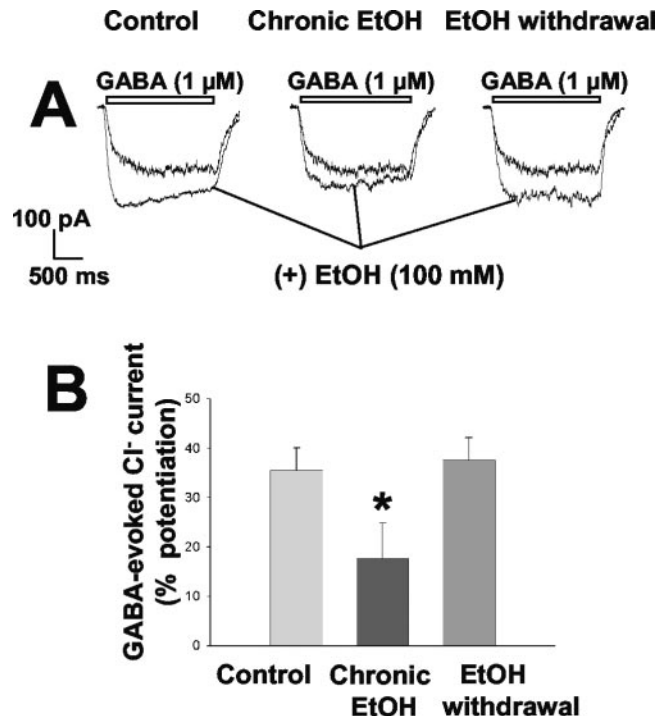 Control Chronic EtOH EtOH withdrawal
GABA (1 µM) GABA (1 µM) GABA (1 µM)
A
100 pA
500 ms
(+) EtOH (100 mM)
B
GABA-evoked Cl- current
(% potentiation)
50
40
30
20
10
0
*
Control Chronic EtOH
EtOH withdrawal